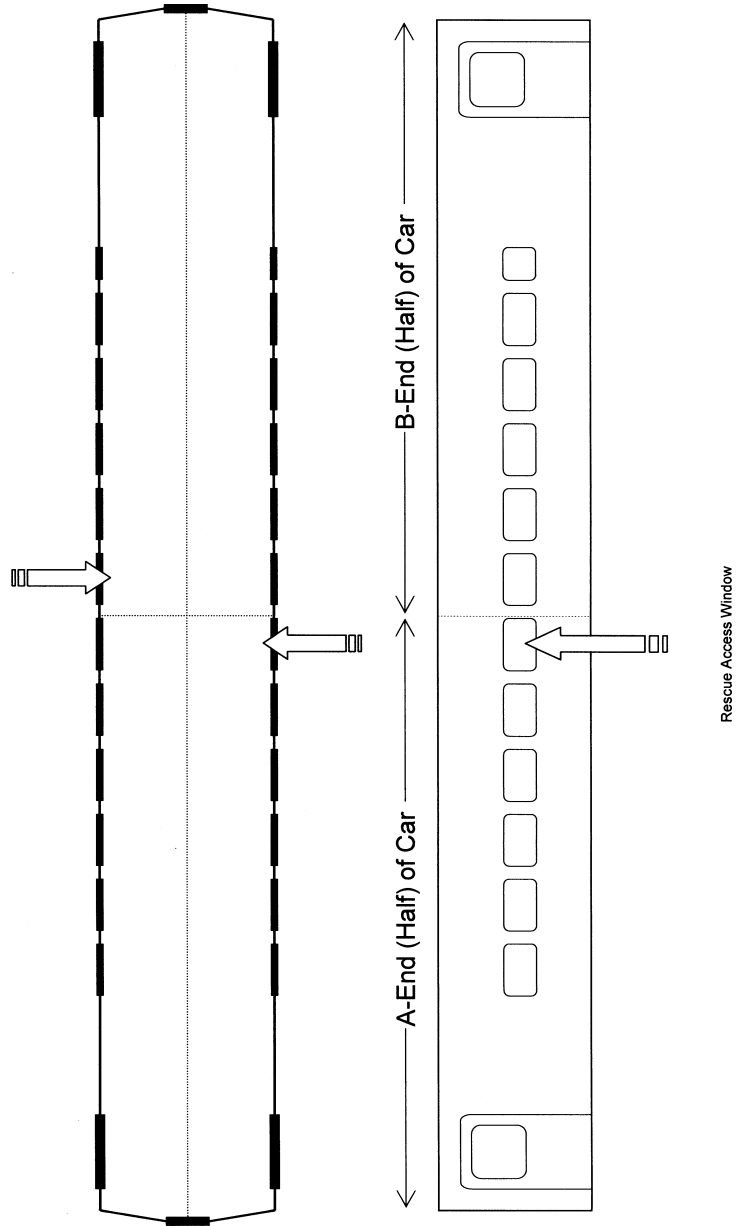 B-End (Half) of Car
A-End (Half) of Car
Rescue Access Window